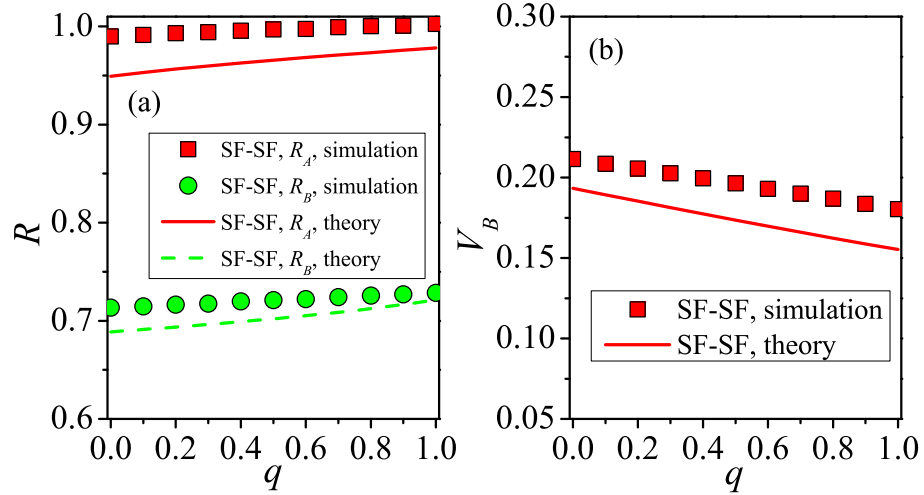 1.0
0.9
0.8
0.7
0.6
R
(a)
SF-SF, R_A, simulation
SF-SF, R_B, simulation
SF-SF, R_A, theory
SF-SF, R_B, theory
0.0 0.2 0.4 0.6 0.8 1.0
q
0.30
0.25
0.20
0.15
0.10
0.05
V_B
(b)
SF-SF, simulation
SF-SF, theory
0.0 0.2 0.4 0.6 0.8 1.0
q